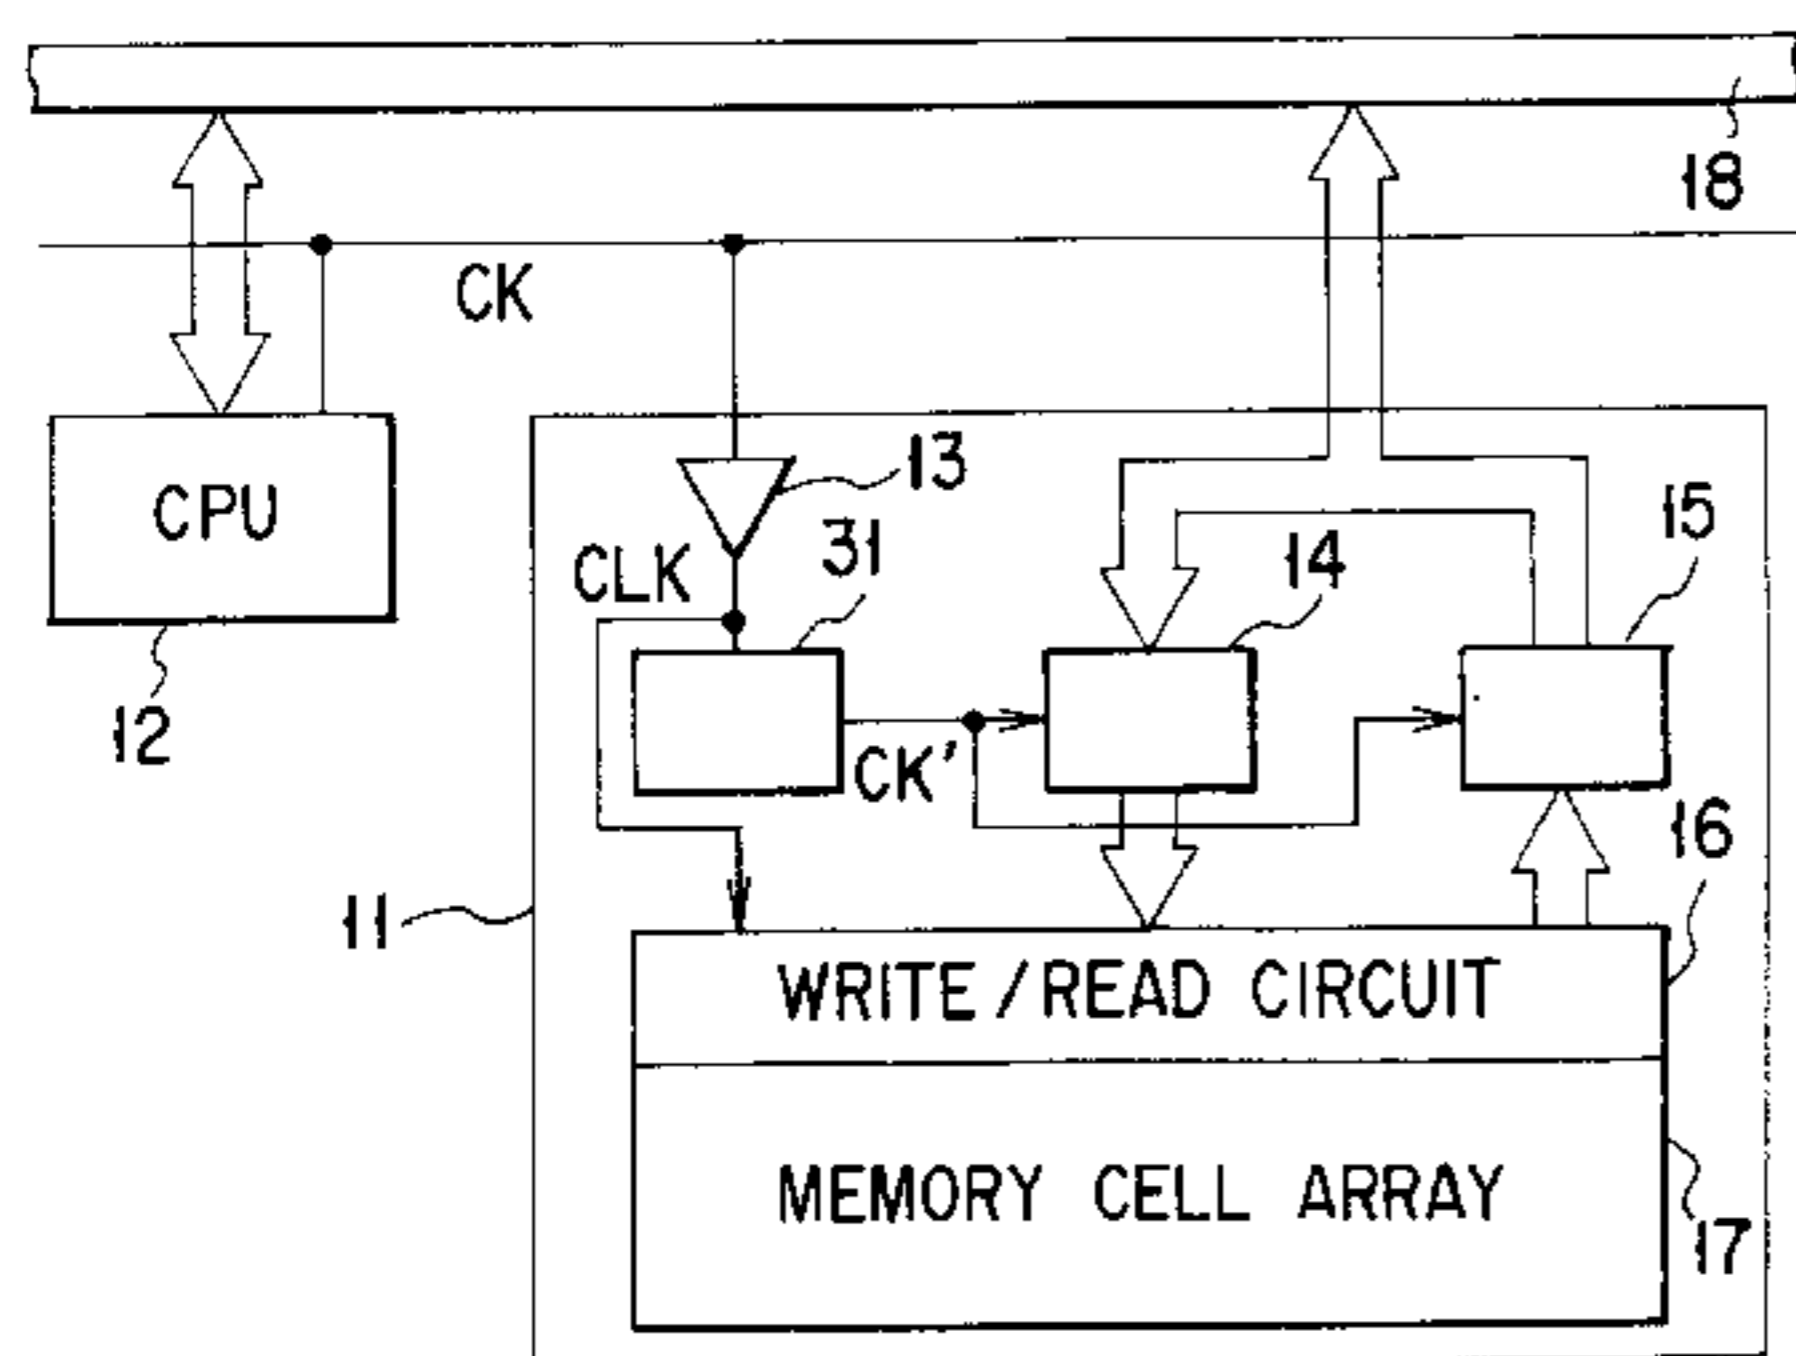 18
CK
13
CPU
15
31
14
CLK
12
CK'
16
11
WRITE/READ CIRCUIT
MEMORY CELL ARRAY
17